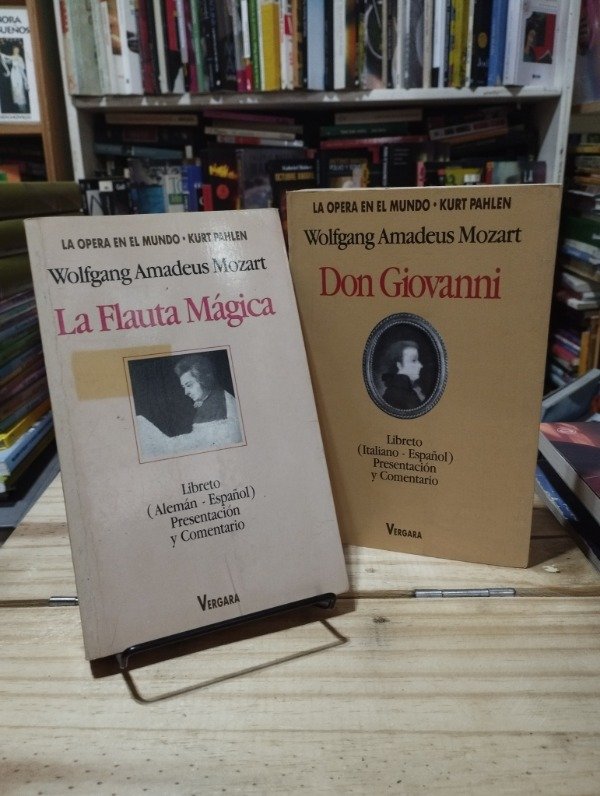 LA OPERA EN EL MUNDO • KURT PAHLEN
Wolfgang Amadeus Mozart
La Flauta Mágica
Libreto
(Alemán - Español)
Presentación
y Comentario
VERGARA
LA OPERA EN EL MUNDO • KURT PAHLEN
Wolfgang Amadeus Mozart
Don Giovanni
Libreto
(Italiano - Español)
Presentación
y Comentario
VERGARA